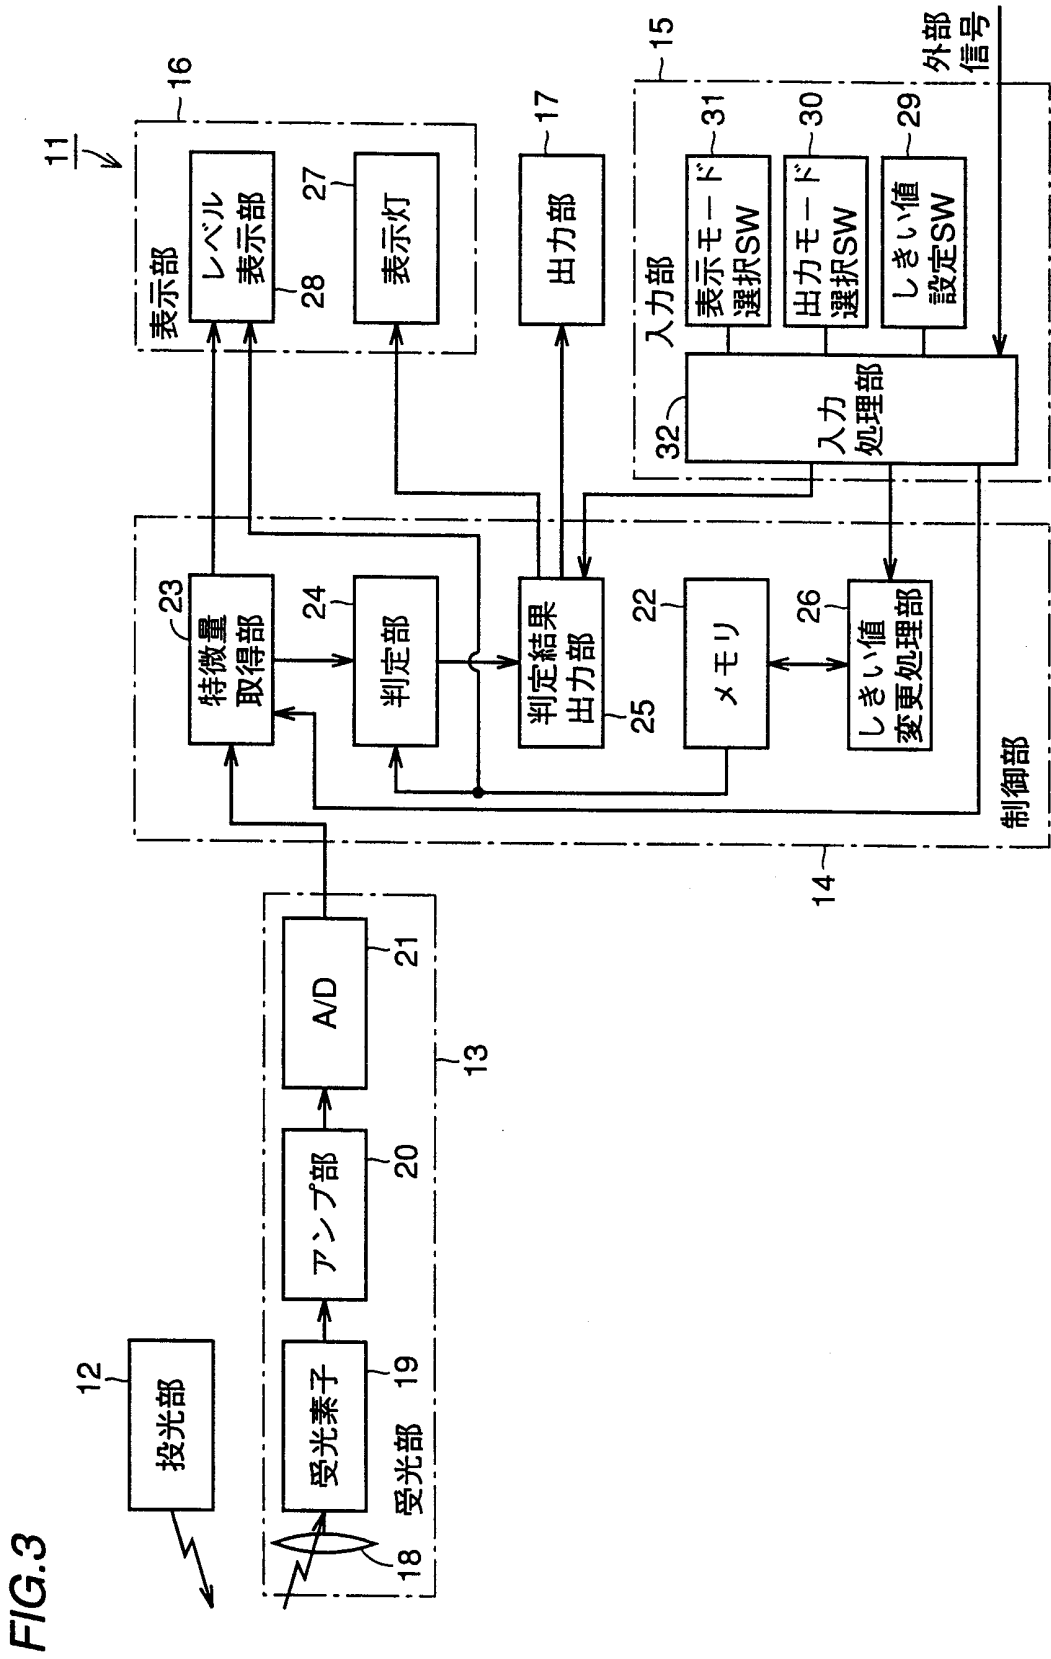 FIG.3
11
12
投光部
18
受光素子
19
受光部
アンプ部
20
A/D
21
13
14
制御部
23
特微量
取得部
24
判定部
判定結果
出力部
25
22
メモリ
26
しきい値
変更処理部
16
表示部
レベル
表示部
28
27
表示灯
17
出力部
15
入力部
32
入力
処理部
表示モード
選択SW
31
出力モード
選択SW
30
しきい値
設定SW
29
外部
信号